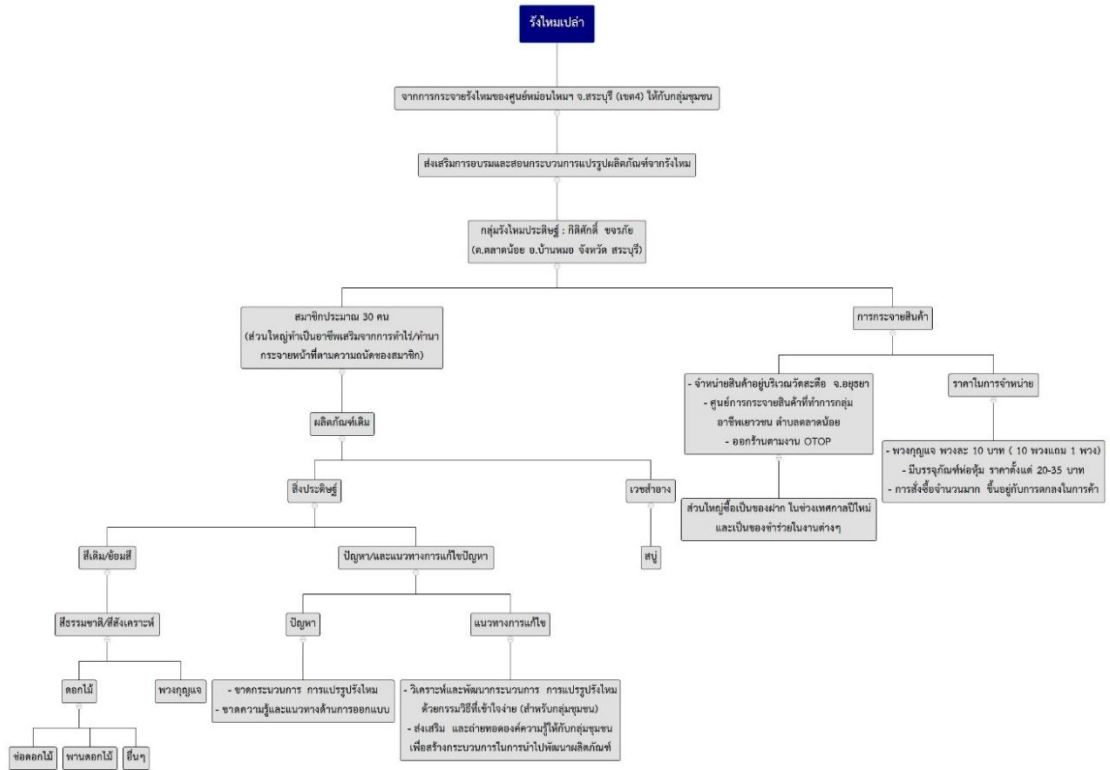 รังไหมเปล่า
จากการกระจายรังไหมของศูนย์หม่อนไหมฯ จ.สระบุรี (เขต4) ให้กับกลุ่มชุมชน
ส่งเสริมการอบรมและสอนกระบวนการแปรรูปผลิตภัณฑ์จากรังไหม
กลุ่มรังไหมประดิษฐ์ : กิติศักดิ์ ขจรภัย
(ต.ตลาดน้อย อ.บ้านหมอ จังหวัด สระบุรี)
สมาชิกประมาณ 30 คน
(ส่วนใหญ่ทำเป็นอาชีพเสริมจากการทำไร่/ทำนา
กระจายหน้าที่ตามความถนัดของสมาชิก)
การกระจายสินค้า
ผลิตภัณฑ์เดิม
- จำหน่ายสินค้าอยู่บริเวณวัดสะตือ จ.อยุธยา
- ศูนย์การกระจายสินค้าที่ทำการกลุ่ม
อาชีพเยาวชน ตำบลตลาดน้อย
- ออกร้านตามงาน OTOP
ราคาในการจำหน่าย
- พวงกุญแจ พวงละ 10 บาท ( 10 พวงแถม 1 พวง)
- มีบรรจุภัณฑ์ห่อหุ้ม ราคาตั้งแต่ 20-35 บาท
- การสั่งซื้อจำนวนมาก ขึ้นอยู่กับการตกลงในการค้า
ส่วนใหญ่ซื้อเป็นของฝาก ในช่วงเทศกาลปีใหม่
และเป็นของชำร่วยในงานต่างๆ
สิ่งประดิษฐ์
เวชสำอาง
สบู่
สีเดิม/ย้อมสี
ปัญหา/และแนวทางการแก้ไขปัญหา
สีธรรมชาติ/สีสังเคราะห์
ปัญหา
แนวทางการแก้ไข
ดอกไม้
พวงกุญแจ
- ขาดกระบวนการ การแปรรูปรังไหม
- ขาดความรู้และแนวทางด้านการออกแบบ
- วิเคราะห์และพัฒนากระบวนการ การแปรรูปรังไหม
ด้วยกรรมวิธีที่เข้าใจง่าย (สำหรับกลุ่มชุมชน)
- ส่งเสริม และถ่ายทอดองค์ความรู้ให้กับกลุ่มชุมชน
เพื่อสร้างกระบวนการในการนำไปพัฒนาผลิตภัณฑ์
ช่อดอกไม้
พานดอกไม้
อื่นๆ